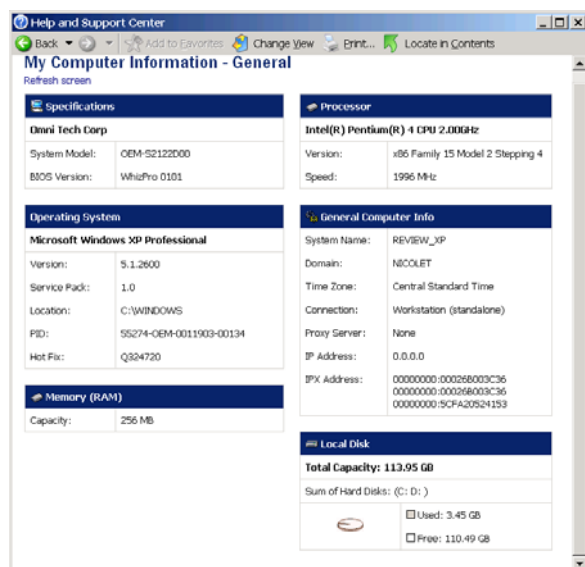 Help and Support Center
Back Add to Favorites Change View Print... Locate in Contents
My Computer Information - General
Refresh screen
Specifications
Omni Tech Corp
System Model: OEM-S2122D00
BIOS Version: WhizPro 0101
Processor
Intel(R) Pentium(R) 4 CPU 2.00GHz
Version: x86 Family 15 Model 2 Stepping 4
Speed: 1996 MHz
Operating System
Microsoft Windows XP Professional
Version: 5.1.2600
Service Pack: 1.0
Location: C:\WINDOWS
PID: 55274-OEM-0011903-00134
Hot Fix: Q324720
General Computer Info
System Name: REVIEW_XP
Domain: NICOLET
Time Zone: Central Standard Time
Connection: Workstation (standalone)
Proxy Server: None
IP Address: 0.0.0.0
IPX Address: 00000000:00026B003C36
00000000:00026B003C36
00000000:5CFA20524153
Memory (RAM)
Capacity: 256 MB
Local Disk
Total Capacity: 113.95 GB
Sum of Hard Disks: (C: D: )
Used: 3.45 GB
Free: 110.49 GB